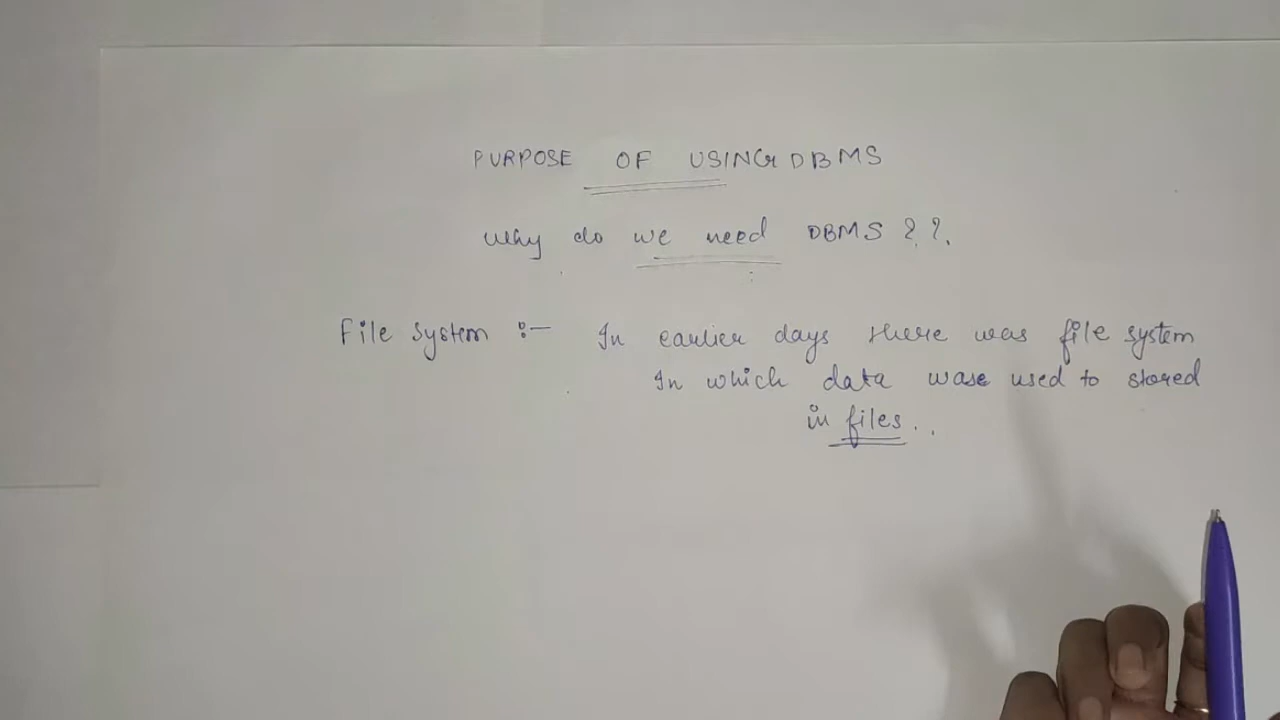 PURPOSE OF USING DBMS
Why do we need DBMS ??.
File System :- In earlier days there was file system
In which data wase used to stored
in files..